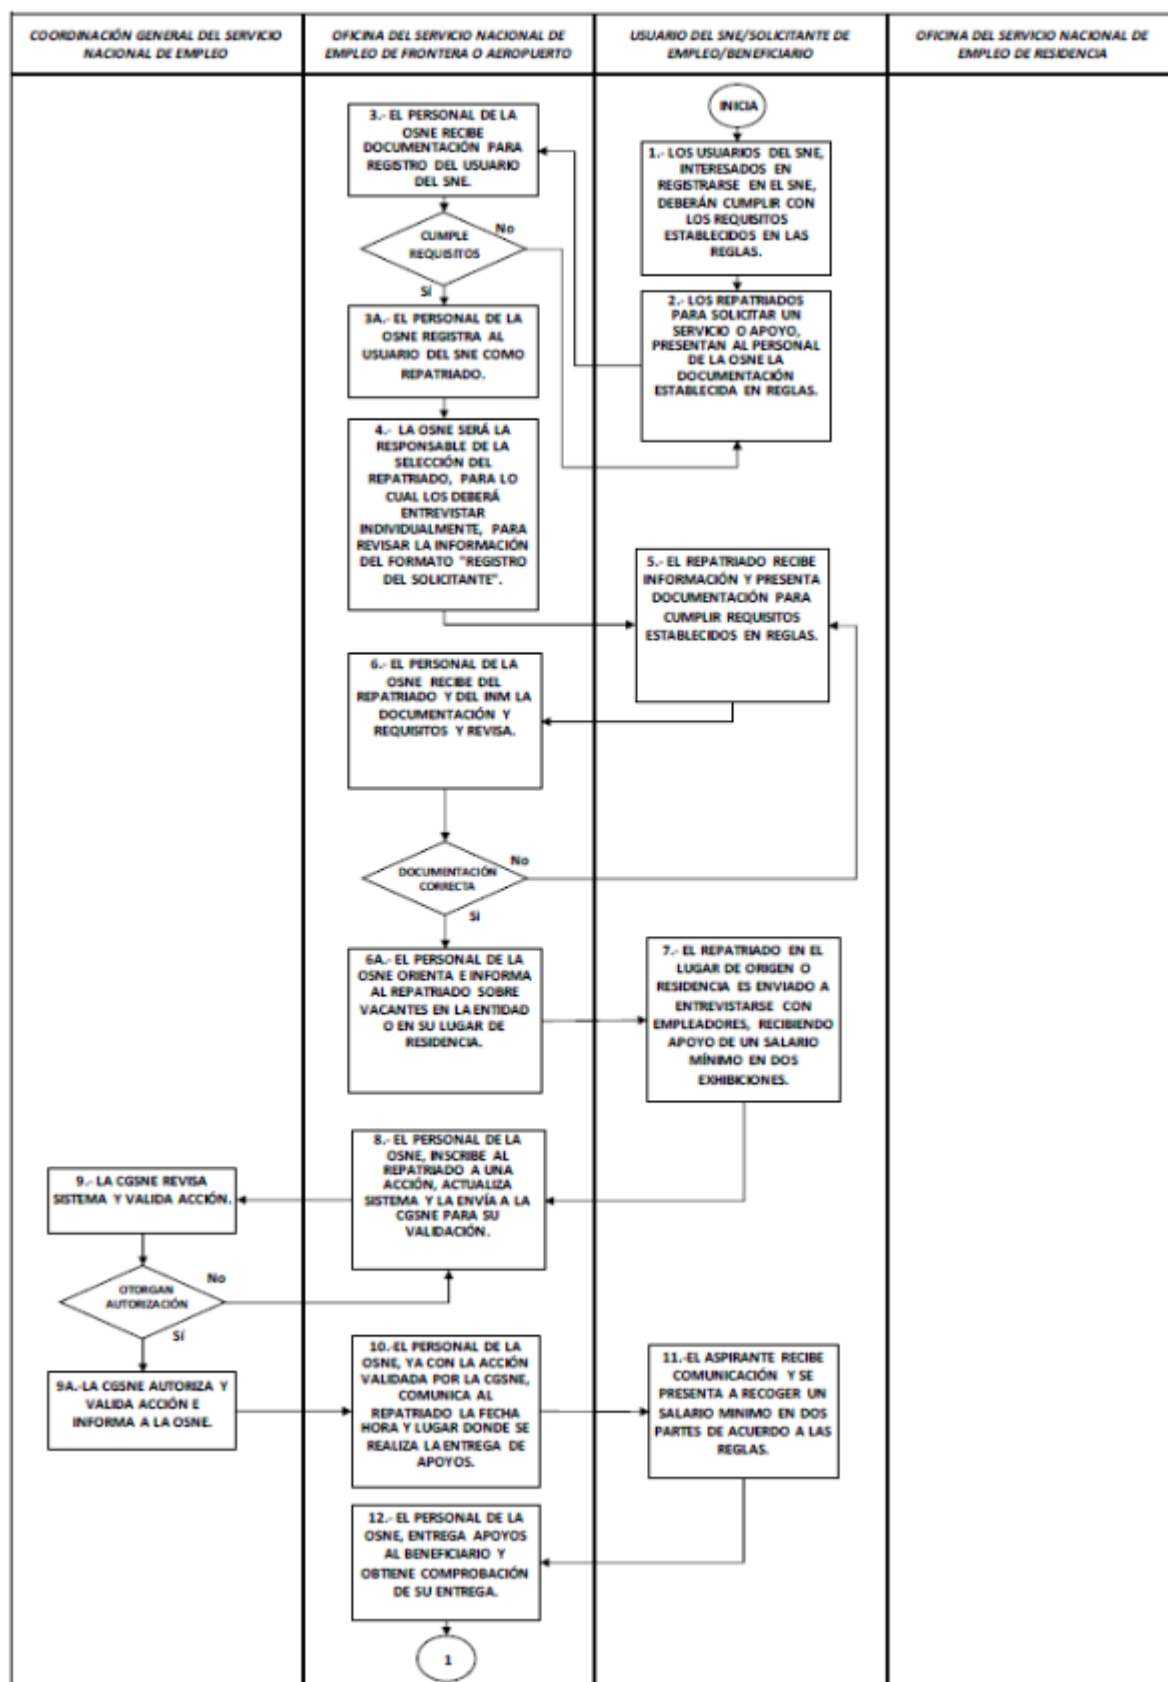 COORDINACIÓN GENERAL DEL SERVICIO
NACIONAL DE EMPLEO
OFICINA DEL SERVICIO NACIONAL DE
EMPLEO DE FRONTERA O AEROPUERTO
USUARIO DEL SNE/SOLICITANTE DE
EMPLEO/BENEFICIARIO
OFICINA DEL SERVICIO NACIONAL DE
EMPLEO DE RESIDENCIA
INICIA
1.- LOS USUARIOS DEL SNE,
INTERESADOS EN
REGISTRARSE EN EL SNE,
DEBERÁN CUMPLIR CON
LOS REQUISITOS
ESTABLECIDOS EN LAS
REGLAS.
2.- LOS REPATRIADOS
PARA SOLICITAR UN
SERVICIO O APOYO,
PRESENTAN AL PERSONAL
DE LA OSNE LA
DOCUMENTACIÓN
ESTABLECIDA EN REGLAS.
3.- EL PERSONAL DE LA
OSNE RECIBE
DOCUMENTACIÓN PARA
REGISTRO DEL USUARIO
DEL SNE.
CUMPLE
REQUISITOS
No
Sí
3A.- EL PERSONAL DE LA
OSNE REGISTRA AL
USUARIO DEL SNE COMO
REPATRIADO.
4.- LA OSNE SERÁ LA
RESPONSABLE DE LA
SELECCIÓN DEL
REPATRIADO, PARA LO
CUAL LOS DEBERÁ
ENTREVISTAR
INDIVIDUALMENTE, PARA
REVISAR LA INFORMACIÓN
DEL FORMATO "REGISTRO
DEL SOLICITANTE".
5.- EL REPATRIADO RECIBE
INFORMACIÓN Y PRESENTA
DOCUMENTACIÓN PARA
CUMPLIR REQUISITOS
ESTABLECIDOS EN REGLAS.
6.- EL PERSONAL DE LA
OSNE RECIBE DEL
REPATRIADO Y DEL INM LA
DOCUMENTACIÓN Y
REQUISITOS Y REVISA.
DOCUMENTACIÓN
CORRECTA
No
Sí
6A.- EL PERSONAL DE LA
OSNE ORIENTA E INFORMA
AL REPATRIADO SOBRE
VACANTES EN LA ENTIDAD
O EN SU LUGAR DE
RESIDENCIA.
7.- EL REPATRIADO EN EL
LUGAR DE ORIGEN O
RESIDENCIA ES ENVIADO A
ENTREVISTARSE CON
EMPLEADORES, RECIBIENDO
APOYO DE UN SALARIO
MÍNIMO EN DOS
EXHIBICIONES.
8.- EL PERSONAL DE LA
OSNE, INSCRIBE AL
REPATRIADO A UNA
ACCIÓN, ACTUALIZA
SISTEMA Y LA ENVÍA A LA
CGSNE PARA SU
VALIDACIÓN.
9.- LA CGSNE REVISA
SISTEMA Y VALIDA ACCIÓN.
OTORGAN
AUTORIZACIÓN
No
Sí
9A.-LA CGSNE AUTORIZA Y
VALIDA ACCIÓN E
INFORMA A LA OSNE.
10.-EL PERSONAL DE LA
OSNE, YA CON LA ACCIÓN
VALIDADA POR LA CGSNE,
COMUNICA AL
REPATRIADO LA FECHA
HORA Y LUGAR DONDE SE
REALIZA LA ENTREGA DE
APOYOS.
11.-EL ASPIRANTE RECIBE
COMUNICACIÓN Y SE
PRESENTA A RECOGER UN
SALARIO MINIMO EN DOS
PARTES DE ACUERDO A LAS
REGLAS.
12.- EL PERSONAL DE LA
OSNE, ENTREGA APOYOS
AL BENEFICIARIO Y
OBTIENE COMPROBACIÓN
DE SU ENTREGA.
1